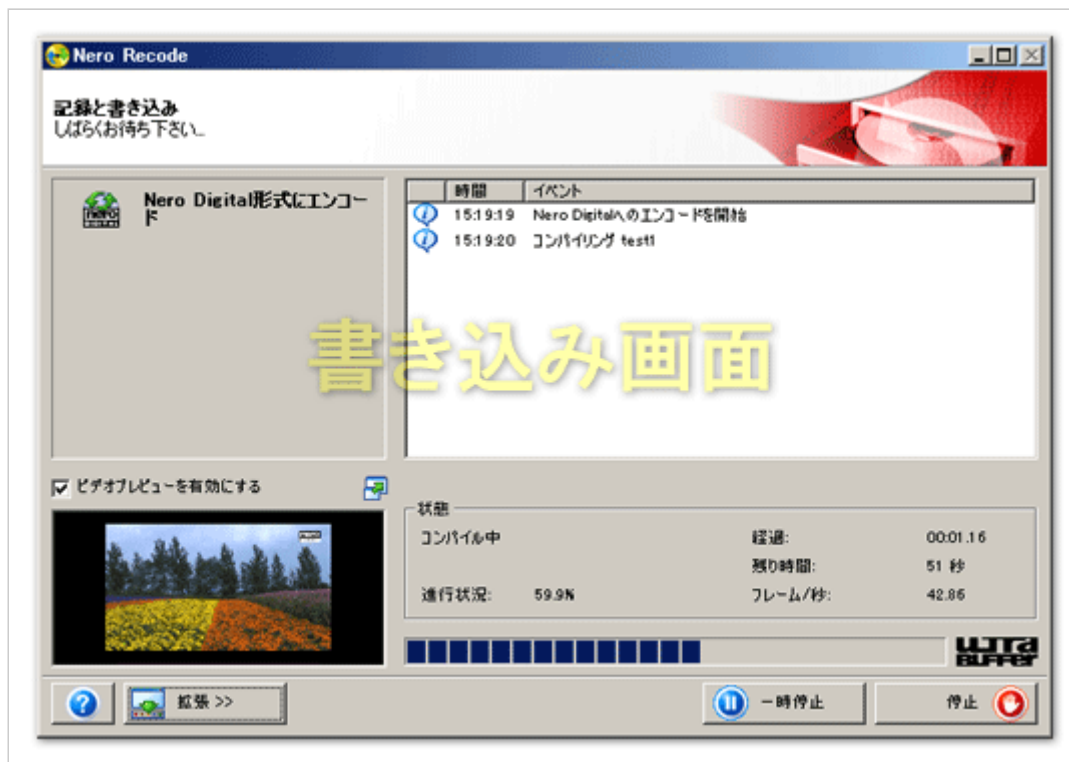 Nero Recode
記録と書き込み
しばらくお待ち下さい...
Nero Digital形式にエンコー
ド
時間 イベント
15:19:19 Nero Digitalへのエンコードを開始
15:19:20 コンパイリング test1
書き込み画面
ビデオプレビューを有効にする
状態
コンパイル中
経過: 00:01.16
残り時間: 51 秒
進行状況: 59.9% フレーム/秒: 42.86
ULTRA
BUFFER
拡張 >>
一時停止
停止